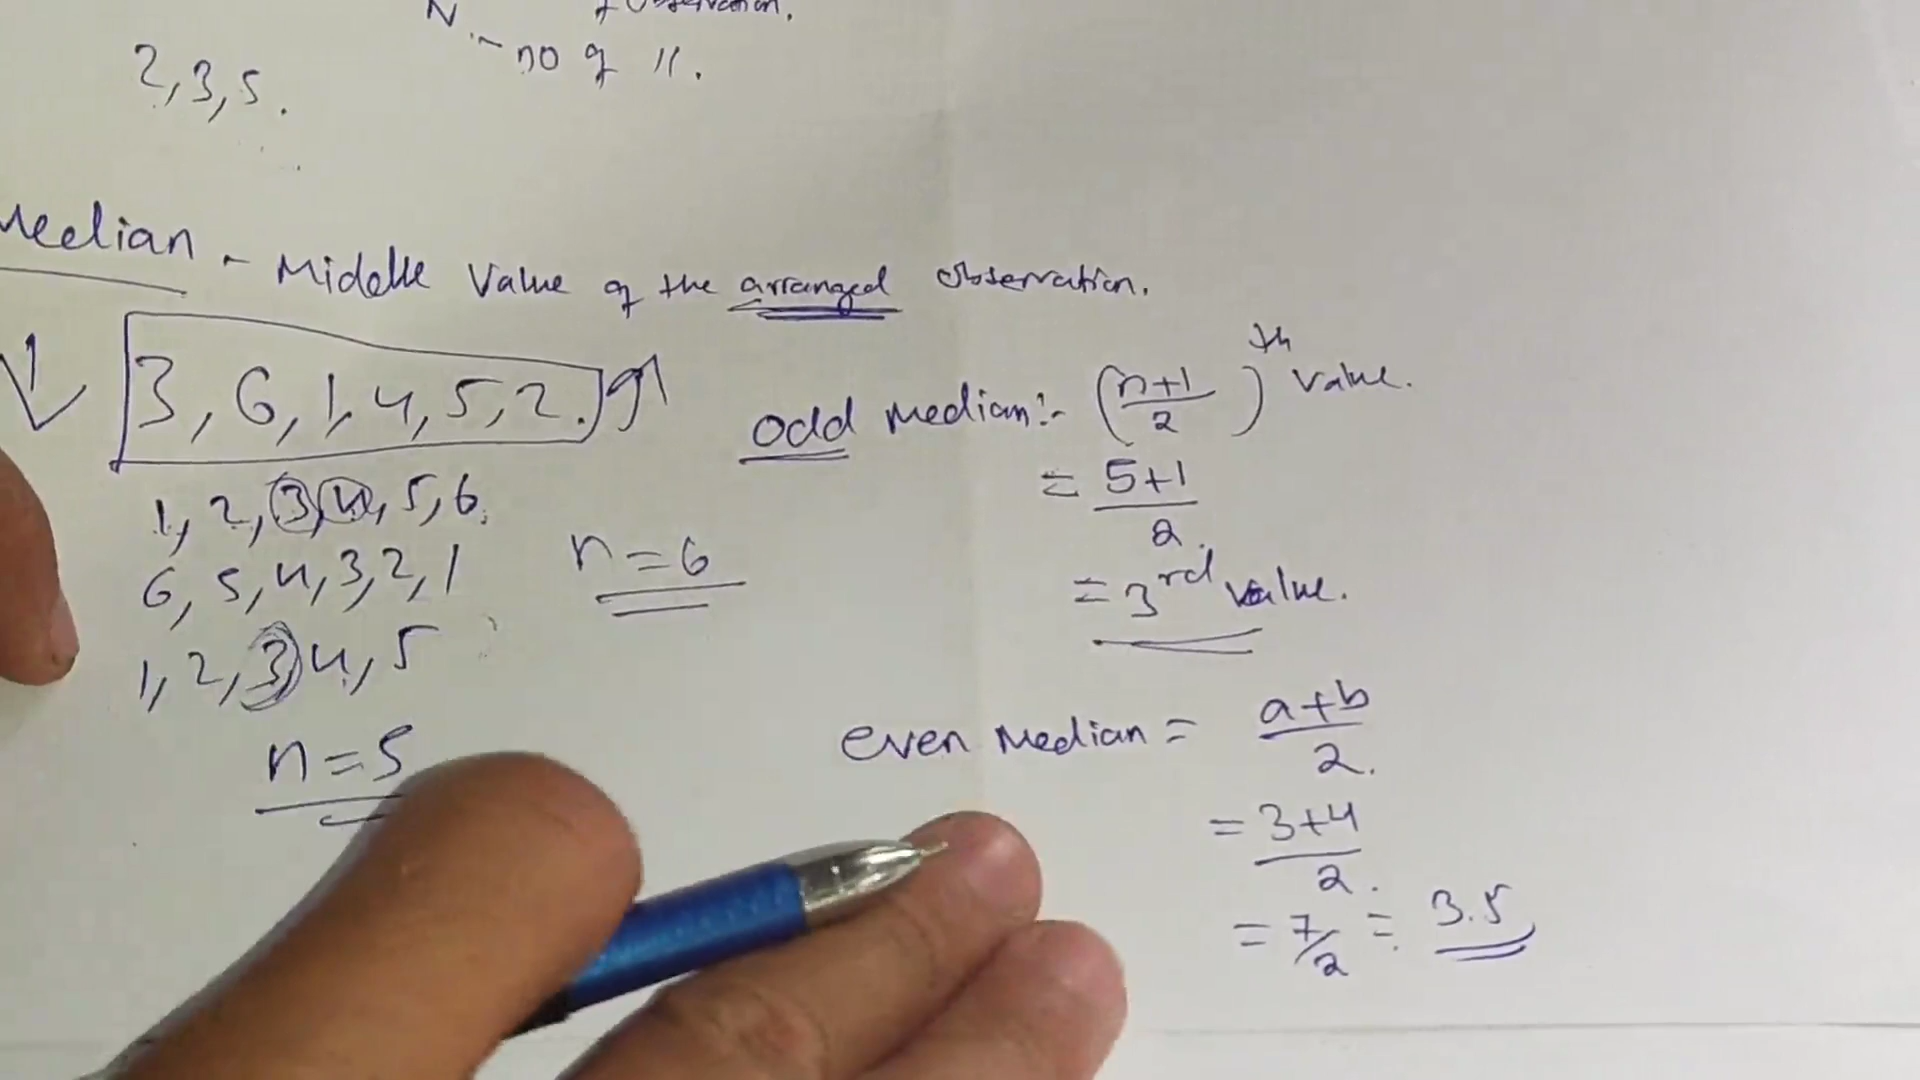 N of observation.
:- no of 11.
2,3,5.
Median - Middle Value of the arranged observation.
3,6,1,4,5,2.
1,2,3,4,5,6.
6,5,4,3,2,1
1,2,3,4,5
n=5
n=6
odd Median:- (n+1/2)th value.
= 5+1/2.
= 3rd value.
even Median = a+b/2.
= 3+4/2.
= 7/2 = 3.5